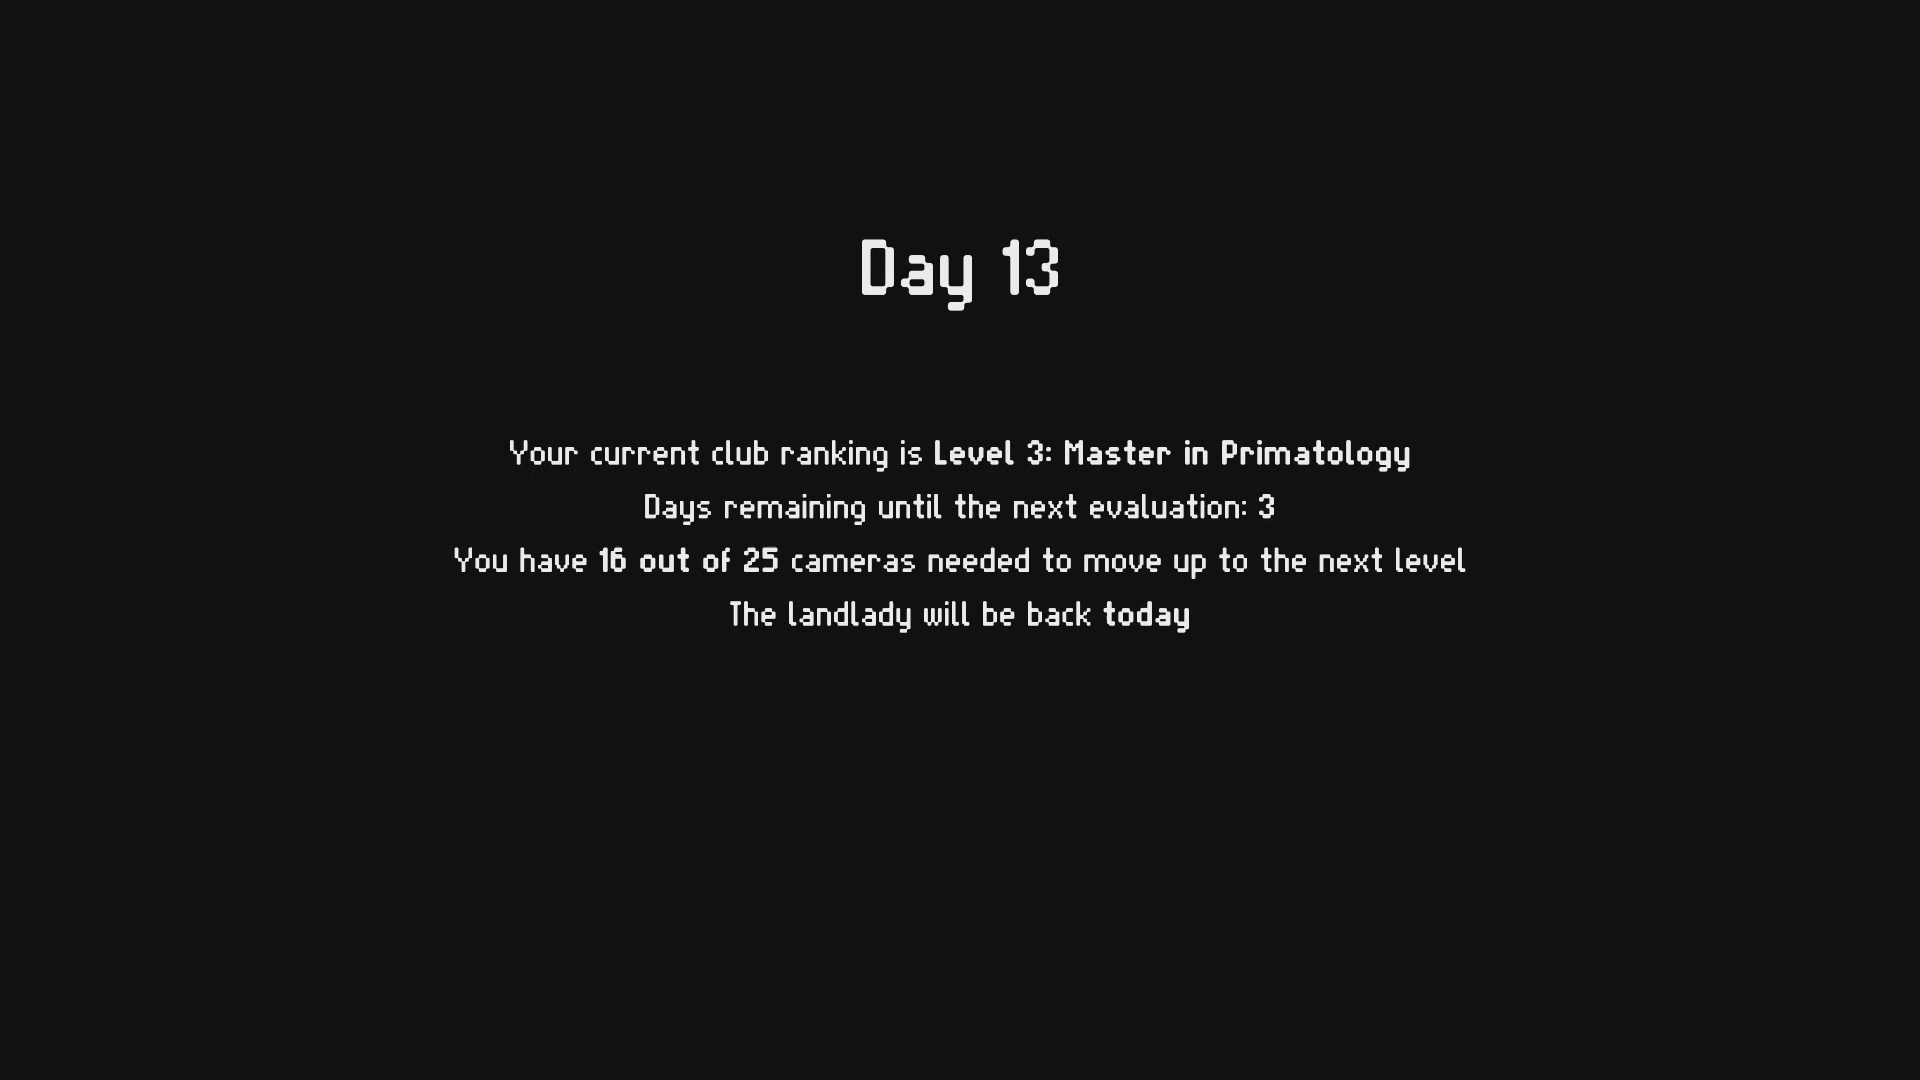 Day 13
Your current club ranking is Level 3: Master in Primatology
Days remaining until the next evaluation: 3
You have 16 out of 25 cameras needed to move up to the next level
The landlady will be back today